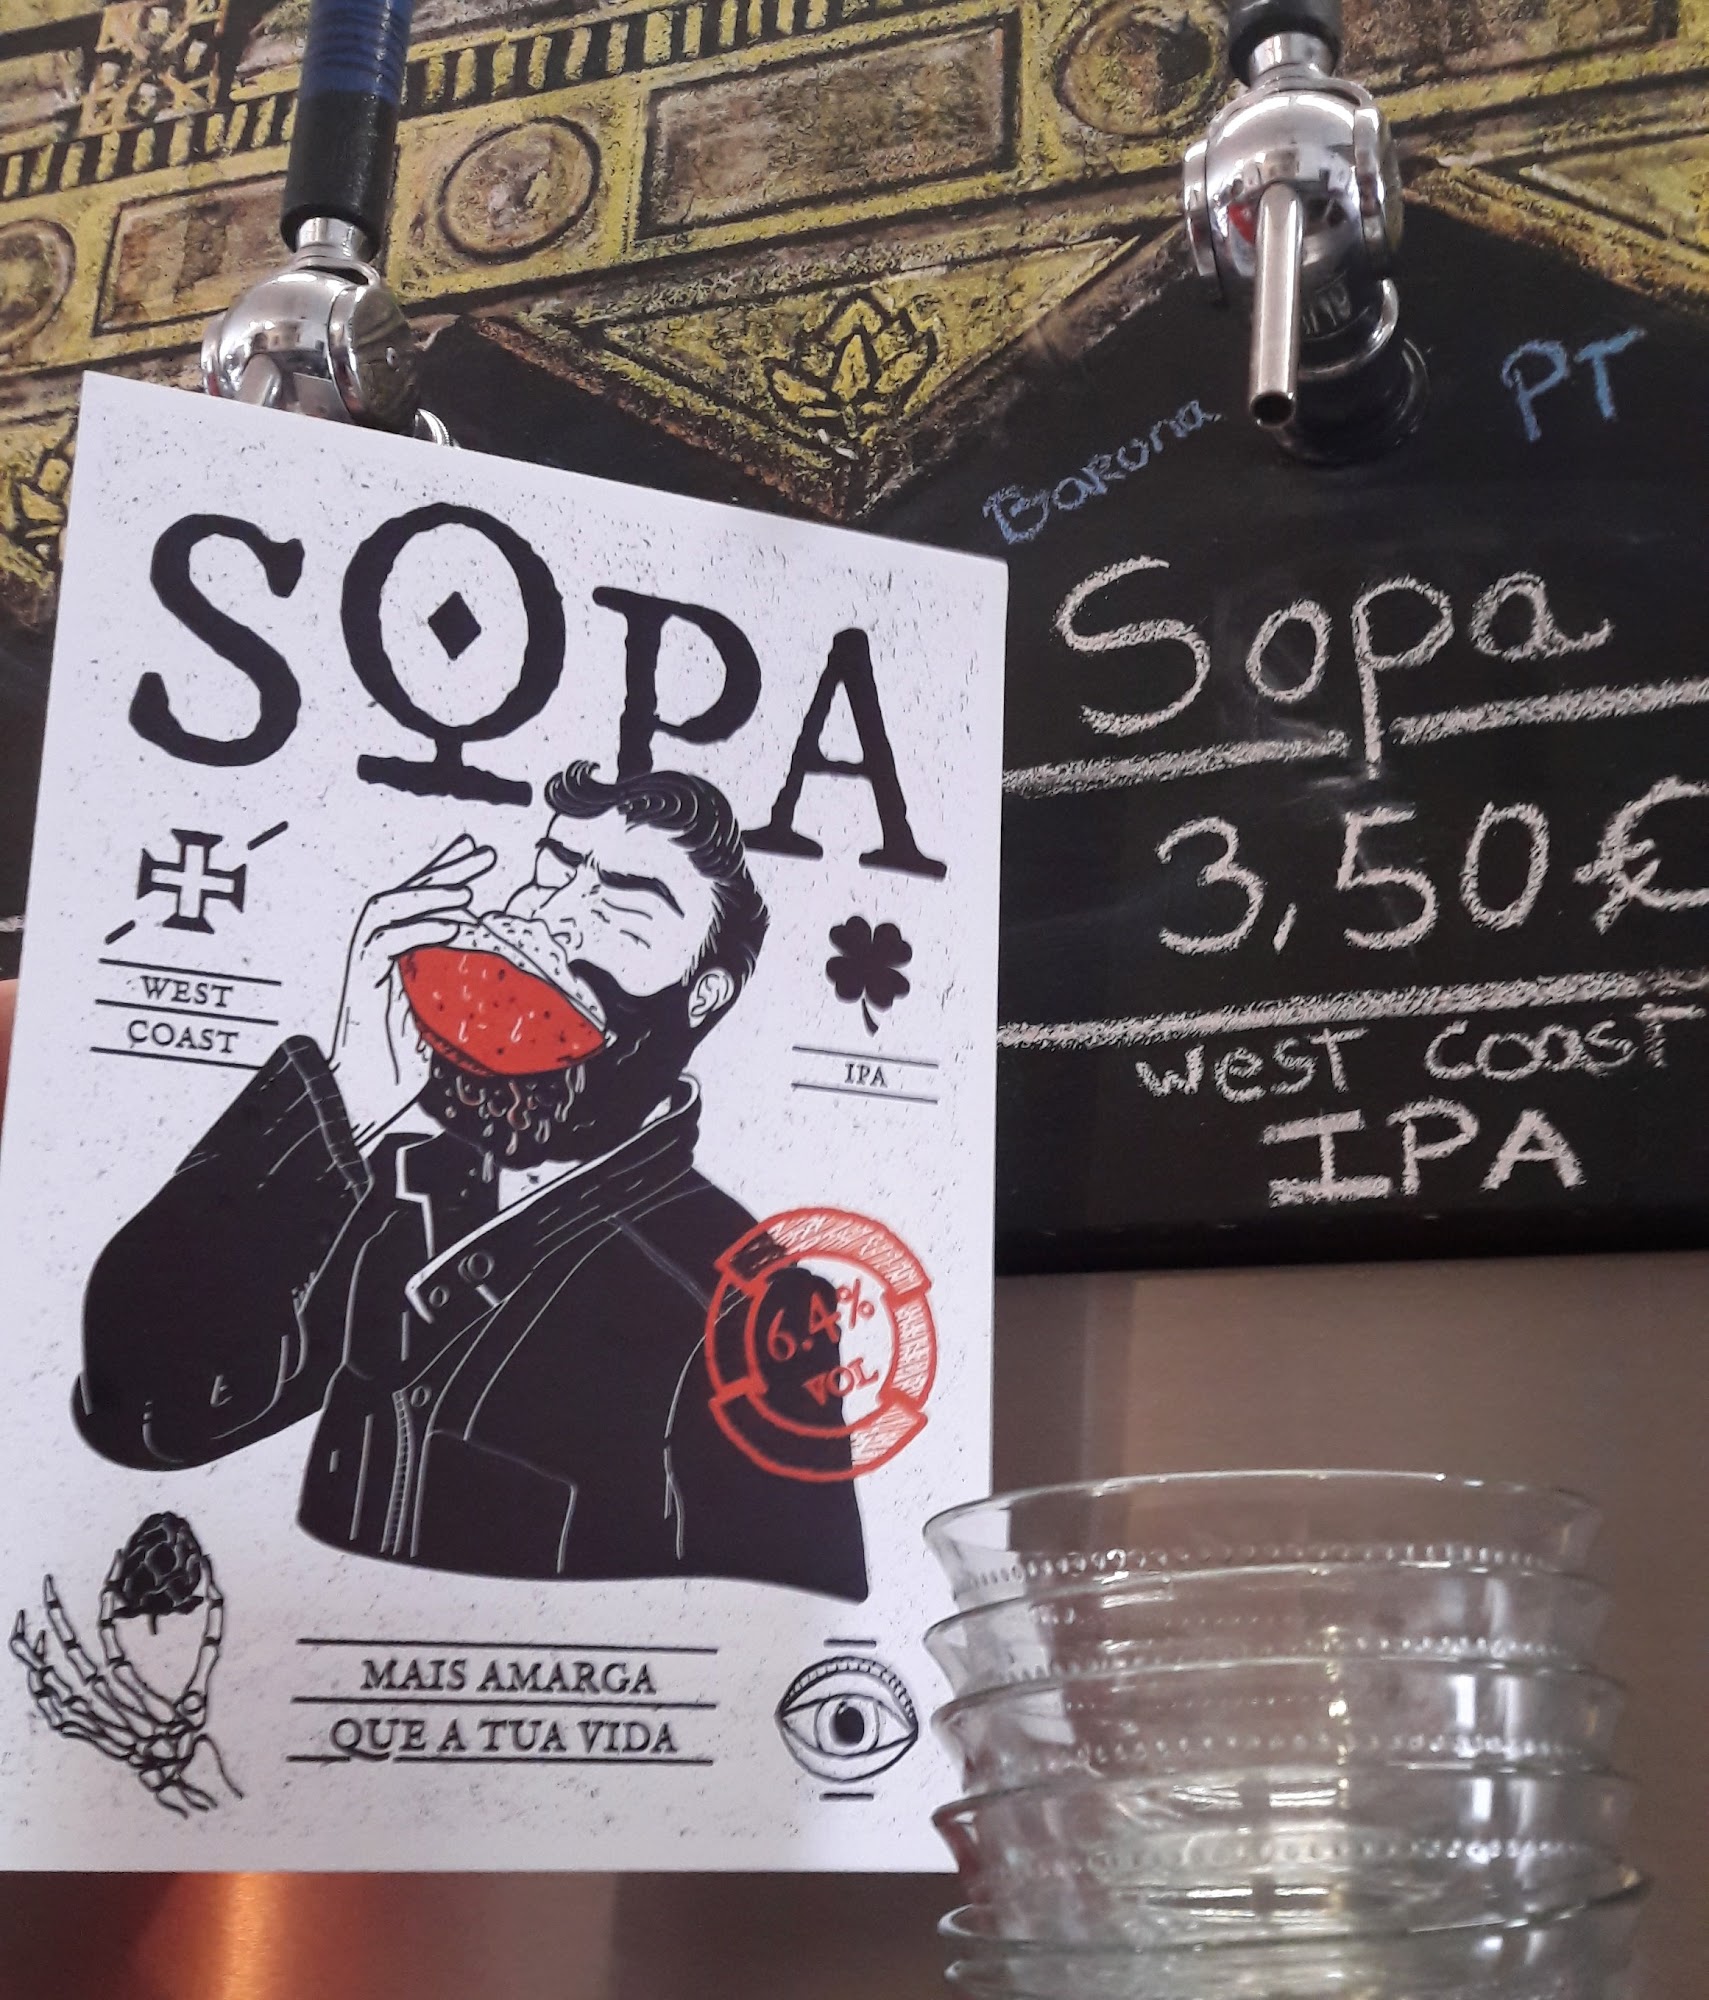 SOPA
WEST
COAST
IPA
6.4%
VOL
MAIS AMARGA
QUE A TUA VIDA
Barona
PT
Sopa
3,50€
west coast
IPA